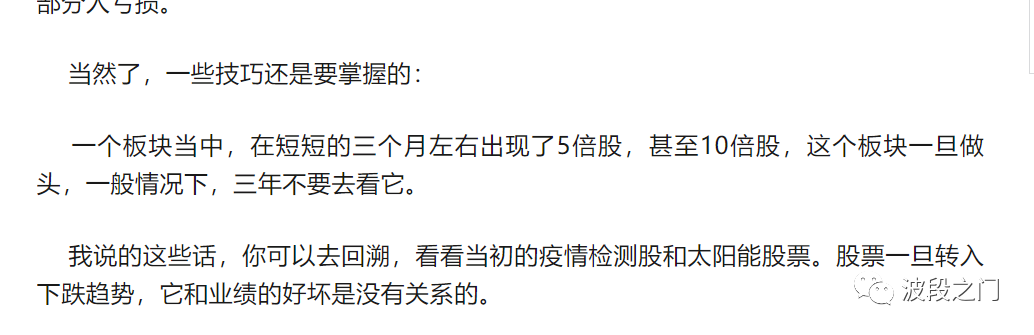 部分人亏损。
当然了，一些技巧还是要掌握的：
一个板块当中，在短短的三个月左右出现了5倍股，甚至10倍股，这个板块一旦做
头，一般情况下，三年不要去看它。
我说的这些话，你可以去回溯，看看当初的疫情检测股和太阳能股票。股票一旦转入
下跌趋势，它和业绩的好坏是没有关系的。
波段之门